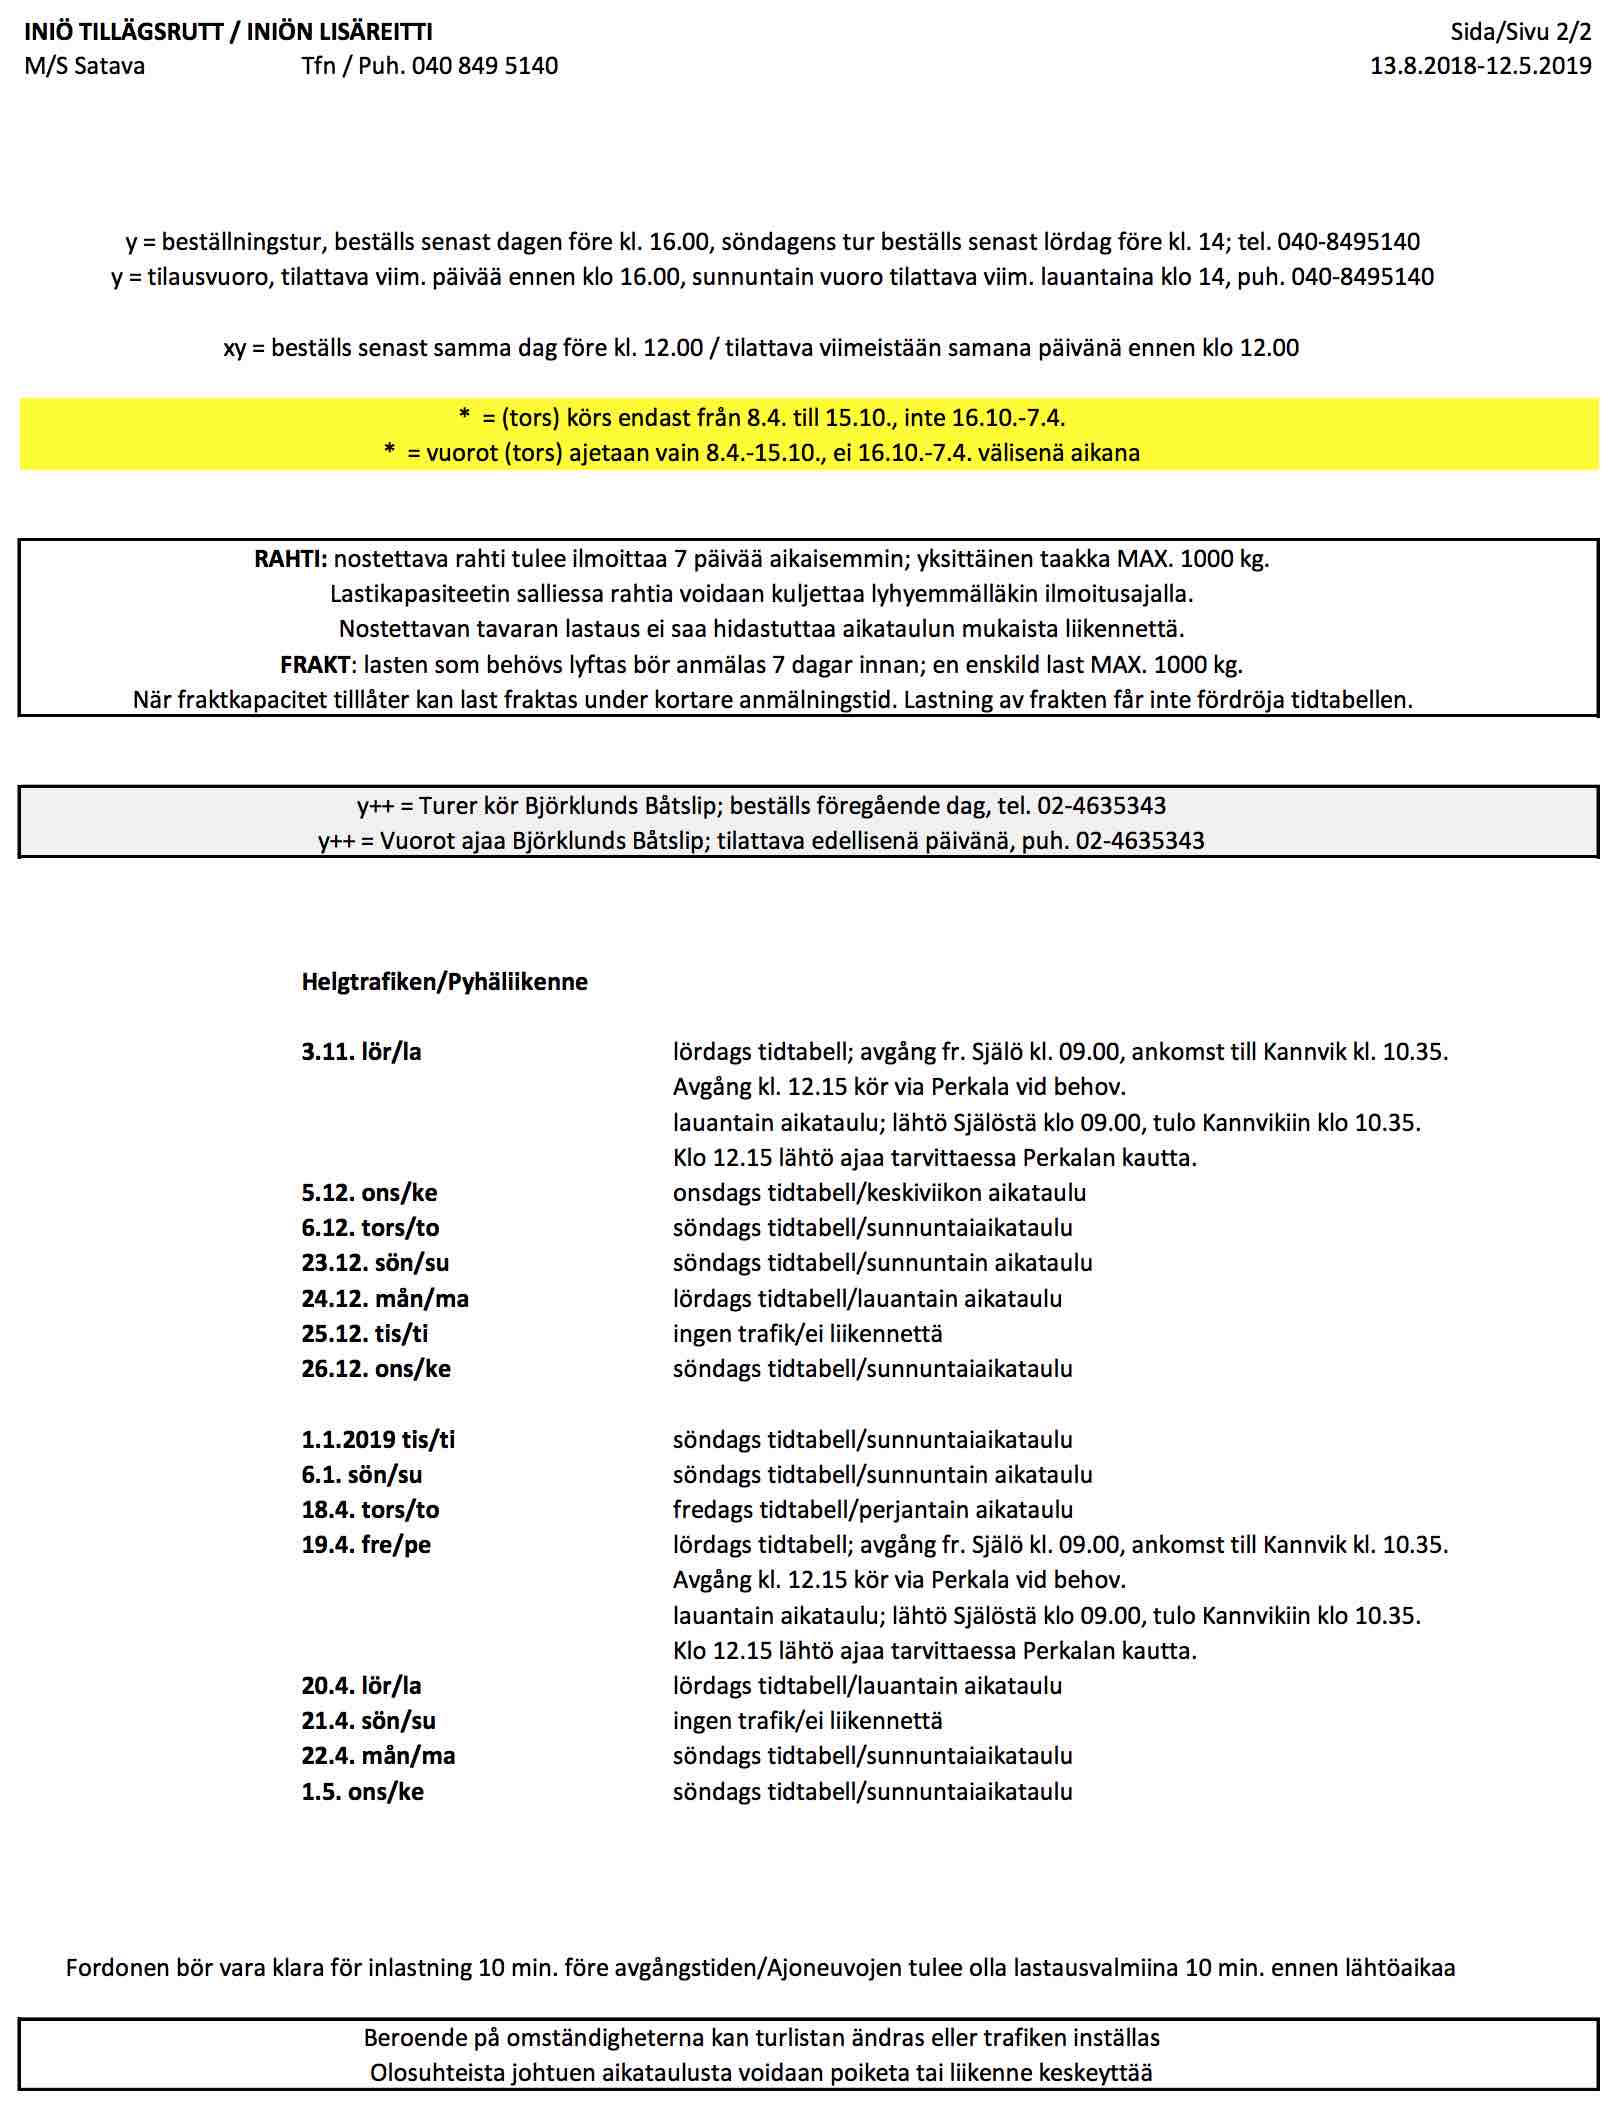 INIÖ TILLÄGSRUTT / INIÖN LISÄREITTI Sida/Sivu 2/2
M/S Satava Tfn / Puh. 040 849 5140 13.8.2018-12.5.2019
y = beställningstur, beställs senast dagen före kl. 16.00, söndagens tur beställs senast lördag före kl. 14; tel. 040-8495140
y = tilausvuoro, tilattava viim. päivää ennen klo 16.00, sunnuntain vuoro tilattava viim. lauantaina klo 14, puh. 040-8495140
xy = beställs senast samma dag före kl. 12.00 / tilattava viimeistään samana päivänä ennen klo 12.00
* = (tors) körs endast från 8.4. till 15.10., inte 16.10.-7.4.
* = vuorot (tors) ajetaan vain 8.4.-15.10., ei 16.10.-7.4. välisenä aikana
RAHTI: nostettava rahti tulee ilmoittaa 7 päivää aikaisemmin; yksittäinen taakka MAX. 1000 kg.
Lastikapasiteetin salliessa rahtia voidaan kuljettaa lyhyemmälläkin ilmoitusajalla.
Nostettavan tavaran lastaus ei saa hidastuttaa aikataulun mukaista liikennettä.
FRAKT: lasten som behövs lyftas bör anmälas 7 dagar innan; en enskild last MAX. 1000 kg.
När fraktkapacitet tilllåter kan last fraktas under kortare anmälningstid. Lastning av frakten får inte fördröja tidtabellen.
y++ = Turer kör Björklunds Båtslip; beställs föregående dag, tel. 02-4635343
y++ = Vuorot ajaa Björklunds Båtslip; tilattava edellisenä päivänä, puh. 02-4635343
Helgtrafiken/Pyhäliikenne
3.11. lör/la lördags tidtabell; avgång fr. Själö kl. 09.00, ankomst till Kannvik kl. 10.35.
Avgång kl. 12.15 kör via Perkala vid behov.
lauantain aikataulu; lähtö Själöstä klo 09.00, tulo Kannvikiin klo 10.35.
Klo 12.15 lähtö ajaa tarvittaessa Perkalan kautta.
5.12. ons/ke onsdags tidtabell/keskiviikon aikataulu
6.12. tors/to söndags tidtabell/sunnuntaiaikataulu
23.12. sön/su söndags tidtabell/sunnuntain aikataulu
24.12. mån/ma lördags tidtabell/lauantain aikataulu
25.12. tis/ti ingen trafik/ei liikennettä
26.12. ons/ke söndags tidtabell/sunnuntaiaikataulu
1.1.2019 tis/ti söndags tidtabell/sunnuntaiaikataulu
6.1. sön/su söndags tidtabell/sunnuntain aikataulu
18.4. tors/to fredags tidtabell/perjantain aikataulu
19.4. fre/pe lördags tidtabell; avgång fr. Själö kl. 09.00, ankomst till Kannvik kl. 10.35.
Avgång kl. 12.15 kör via Perkala vid behov.
lauantain aikataulu; lähtö Själöstä klo 09.00, tulo Kannvikiin klo 10.35.
Klo 12.15 lähtö ajaa tarvittaessa Perkalan kautta.
20.4. lör/la lördags tidtabell/lauantain aikataulu
21.4. sön/su ingen trafik/ei liikennettä
22.4. mån/ma söndags tidtabell/sunnuntaiaikataulu
1.5. ons/ke söndags tidtabell/sunnuntaiaikataulu
Fordonen bör vara klara för inlastning 10 min. före avgångstiden/Ajoneuvojen tulee olla lastausvalmiina 10 min. ennen lähtöaikaa
Beroende på omständigheterna kan turlistan ändras eller trafiken inställas
Olosuhteista johtuen aikataulusta voidaan poiketa tai liikenne keskeyttää